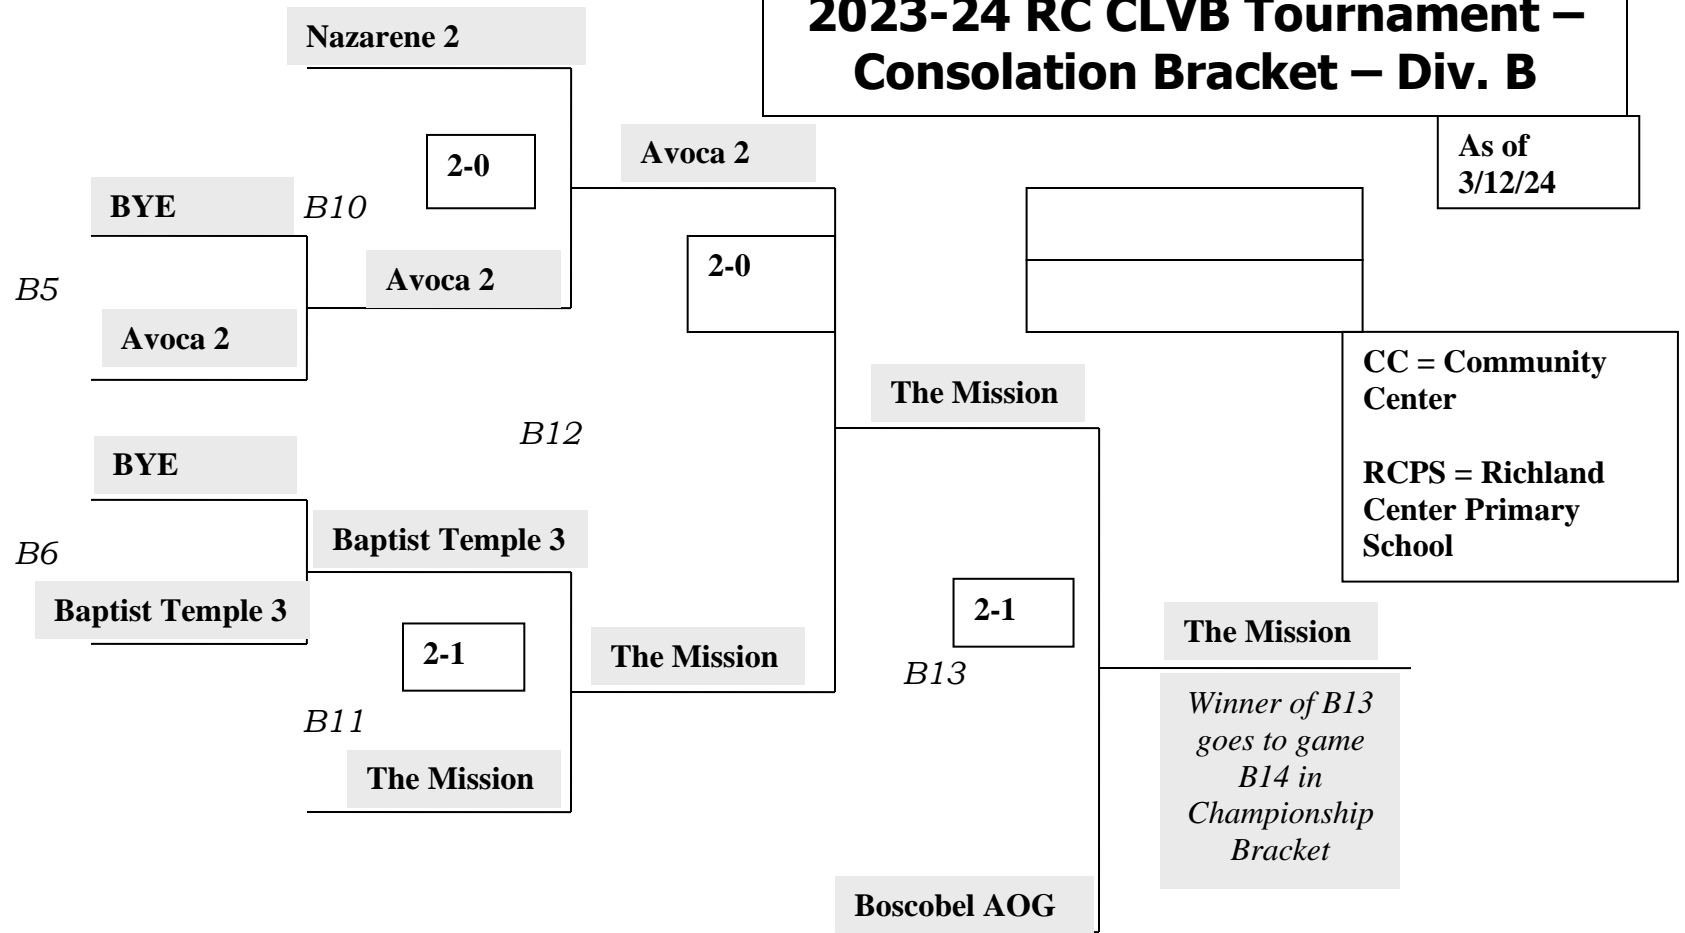 2023-24 RC CLVB Tournament –
Consolation Bracket – Div. B
As of
3/12/24
Nazarene 2
2-0
Avoca 2
BYE
B10
Avoca 2
2-0
B5
Avoca 2
CC = Community
Center
RCPS = Richland
Center Primary
School
The Mission
B12
BYE
Baptist Temple 3
B6
Baptist Temple 3
2-1
The Mission
2-1
The Mission
B13
B11
The Mission
Winner of B13
goes to game
B14 in
Championship
Bracket
Boscobel AOG